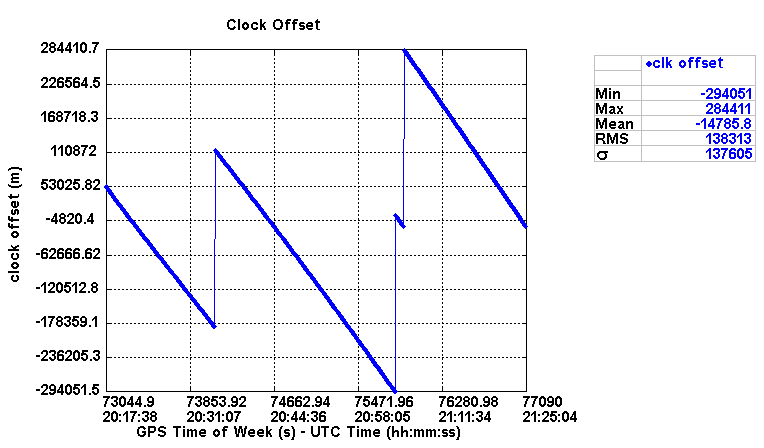 Clock Offset
284410.7
226564.5
168718.3
110872
53025.82
-4820.4
-62666.62
-120512.8
-178359.1
-236205.3
-294051.5
clock offset (m)
73044.9 73853.92 74662.94 75471.96 76280.98 77090
20:17:38 20:31:07 20:44:36 20:58:05 21:11:34 21:25:04
GPS Time of Week (s) - UTC Time (hh:mm:ss)
clk offset
Min -294051
Max 284411
Mean -14785.8
RMS 138313
σ 137605